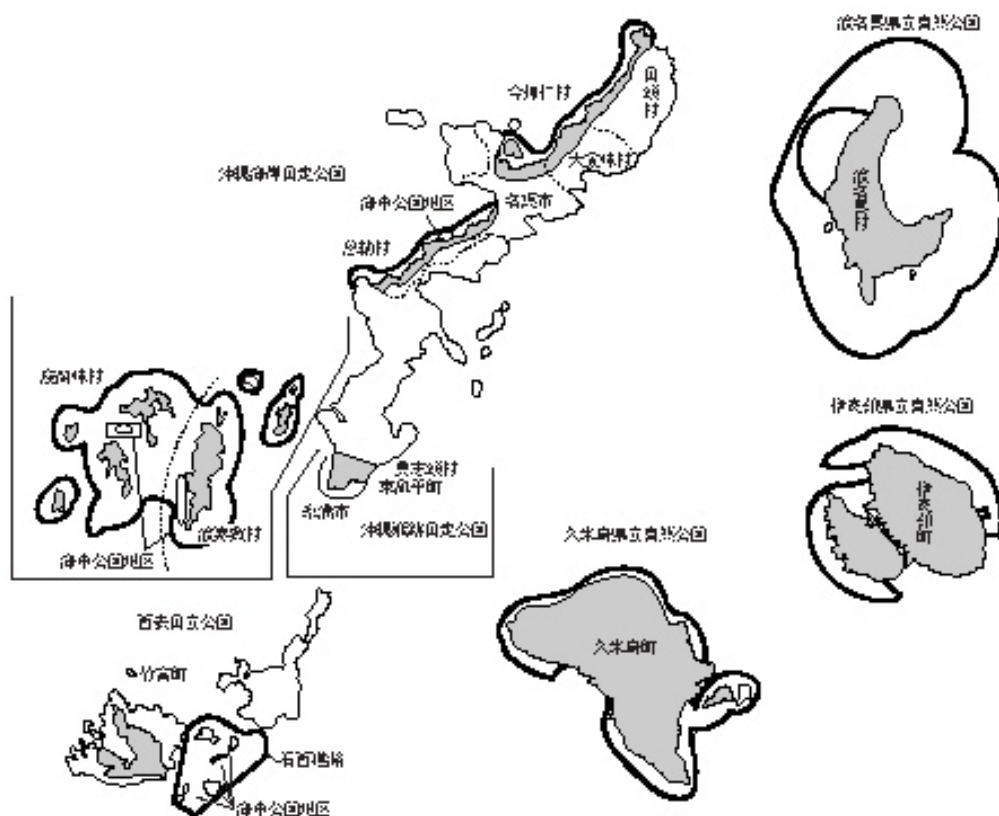 渡名喜県立自然公園
国頭村
今帰仁村
大宜味村
沖縄海岸国定公園
海中公園地区
名護市
恩納村
渡名喜村
座間味村
伊良部県立自然公園
伊良部町
具志頭村
東風平町
糸満市
渡嘉敷村
沖縄戦跡国定公園
久米島県立自然公園
海中公園地区
西表国立公園
久米島町
竹富町
石西礁湖
海中公園地区